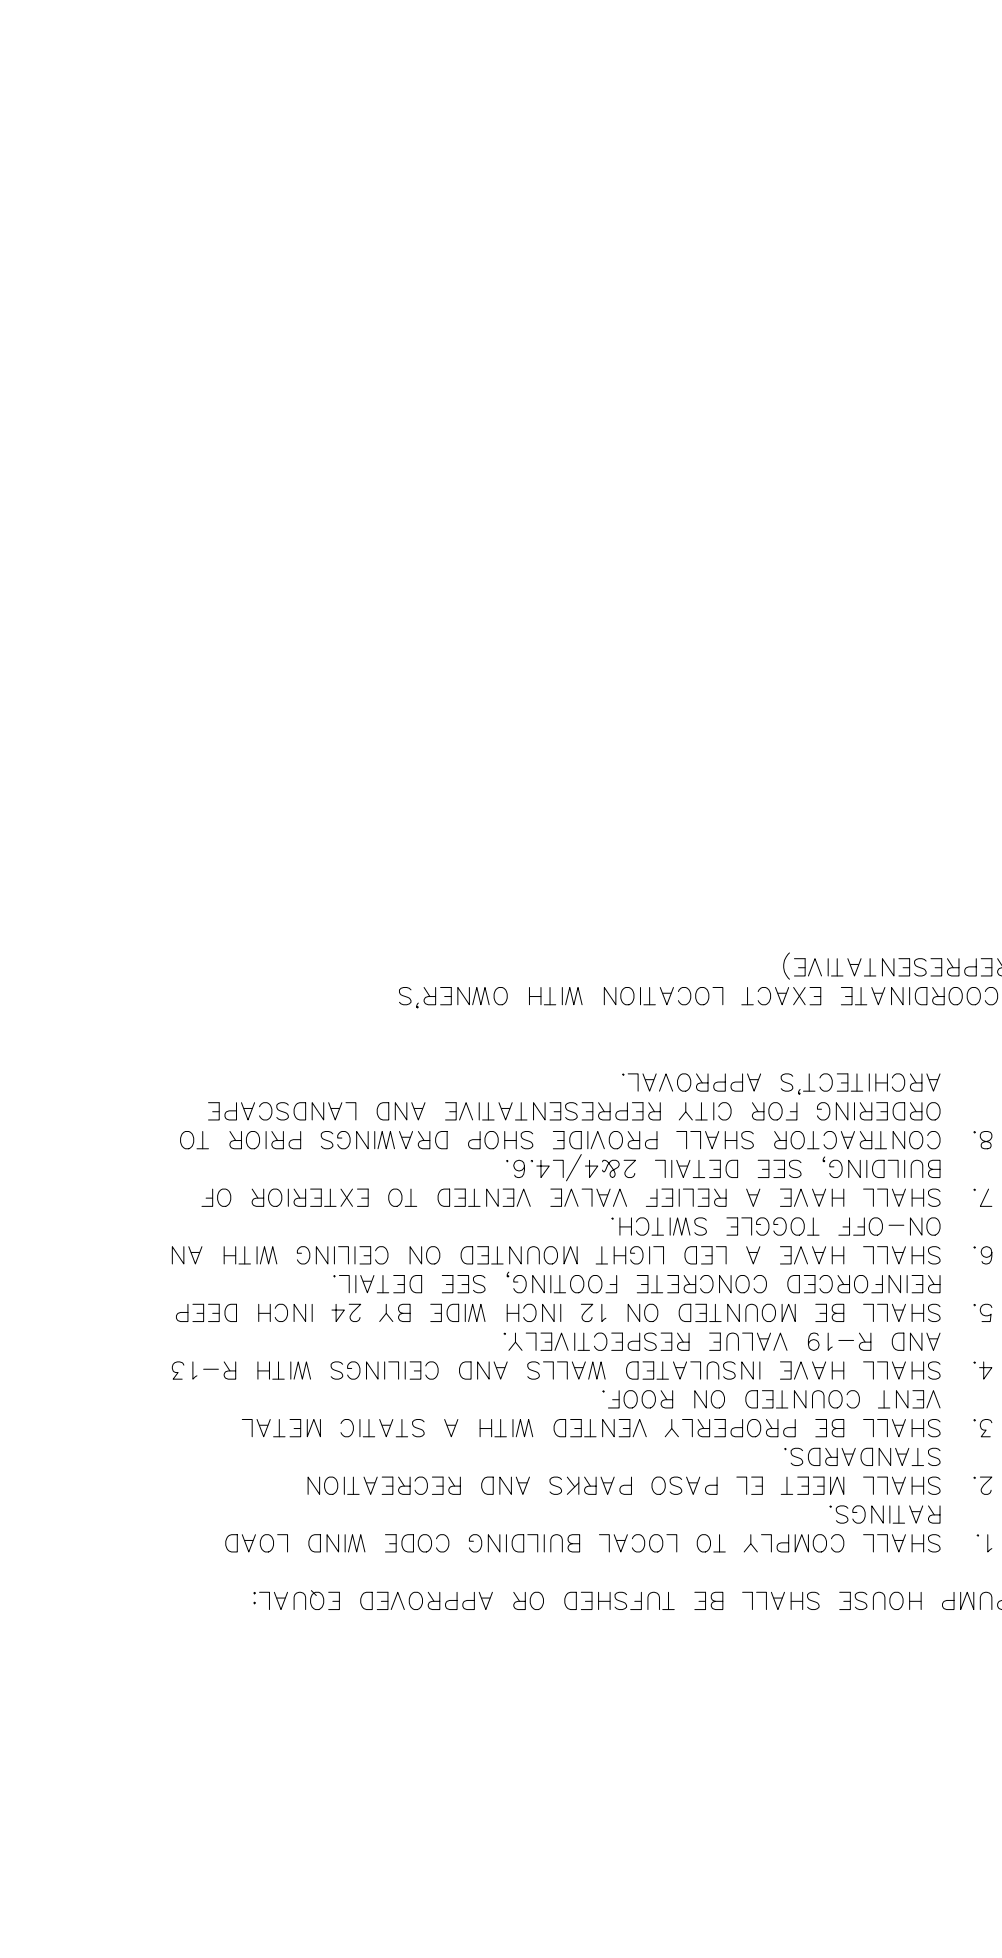 PUMP HOUSE SHALL BE TUFSHED OR APPROVED EQUAL:
1. SHALL COMPLY TO LOCAL BUILDING CODE WIND LOAD
RATINGS.
2. SHALL MEET EL PASO PARKS AND RECREATION
STANDARDS.
3. SHALL BE PROPERLY VENTED WITH A STATIC METAL
VENT COUNTED ON ROOF.
4. SHALL HAVE INSULATED WALLS AND CEILINGS WITH R-13
AND R-19 VALUE RESPECTIVELY.
5. SHALL BE MOUNTED ON 12 INCH WIDE BY 24 INCH DEEP
REINFORCED CONCRETE FOOTING, SEE DETAIL.
6. SHALL HAVE A LED LIGHT MOUNTED ON CEILING WITH AN
ON-OFF TOGGLE SWITCH.
7. SHALL HAVE A RELIEF VALVE VENTED TO EXTERIOR OF
BUILDING, SEE DETAIL 2&4/L4.6.
8. CONTRACTOR SHALL PROVIDE SHOP DRAWINGS PRIOR TO
ORDERING FOR CITY REPRESENTATIVE AND LANDSCAPE
ARCHITECT'S APPROVAL.
COORDINATE EXACT LOCATION WITH OWNER'S
REPRESENTATIVE)